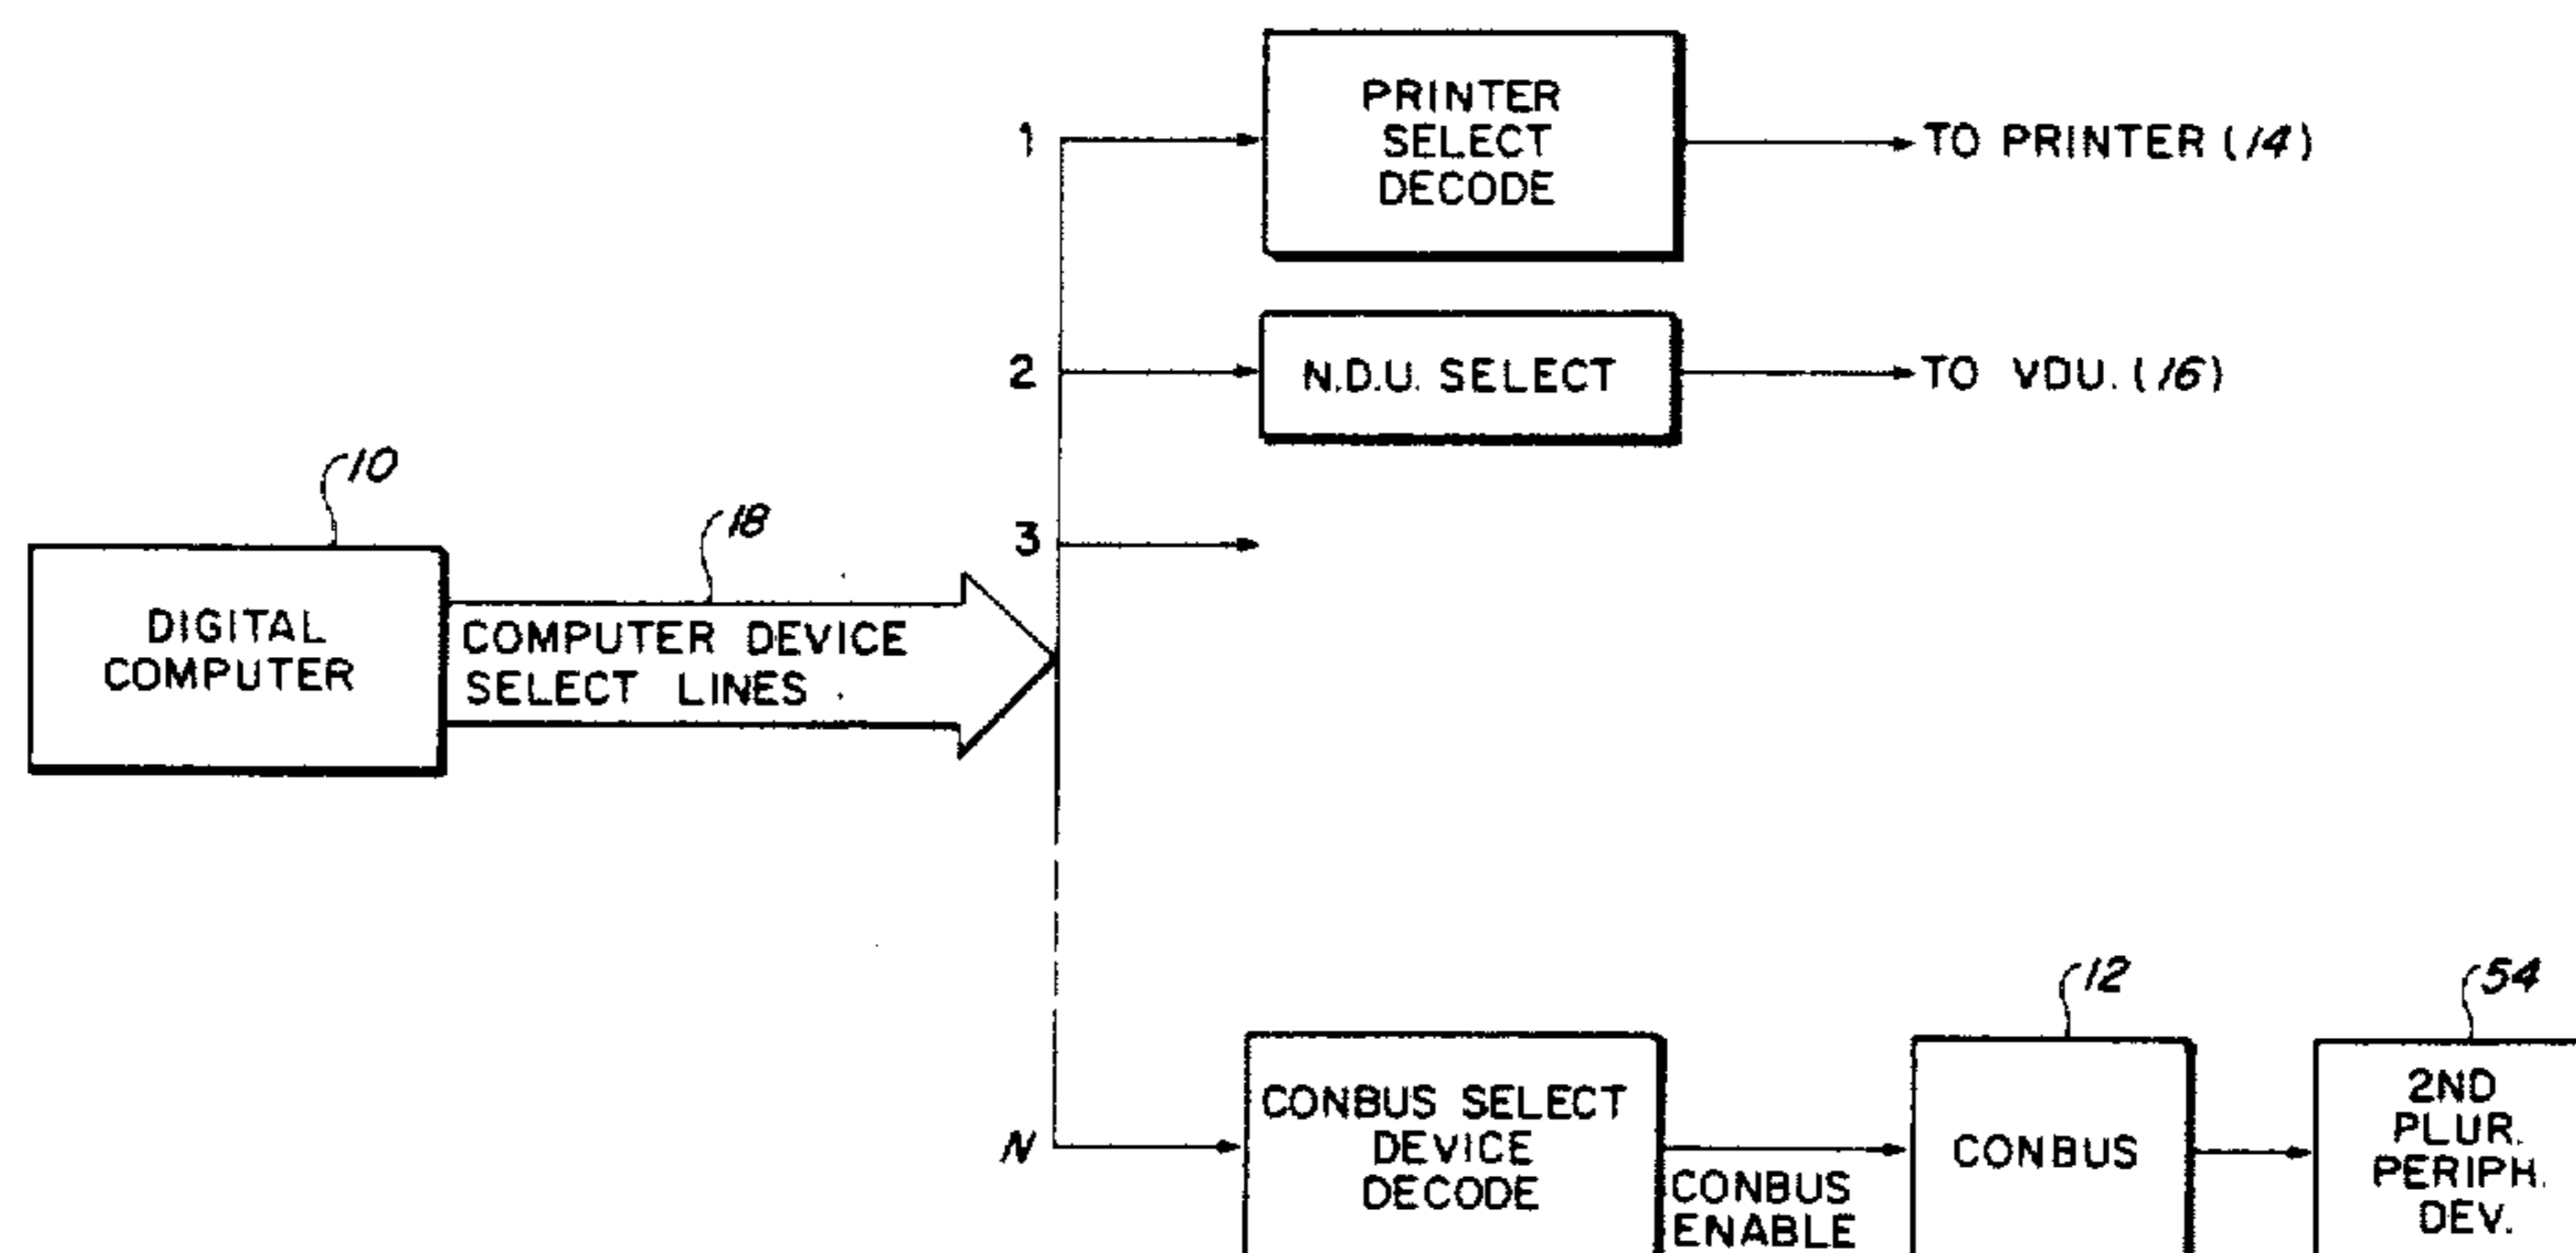 PRINTER
SELECT
DECODE
1
TO PRINTER (14)
2
N.D.U. SELECT
TO VDU. (16)
3
10
18
DIGITAL
COMPUTER
COMPUTER DEVICE
SELECT LINES
12
54
N
CONBUS SELECT
DEVICE
DECODE
CONBUS
ENABLE
CONBUS
2ND
PLUR.
PERIPH.
DEV.